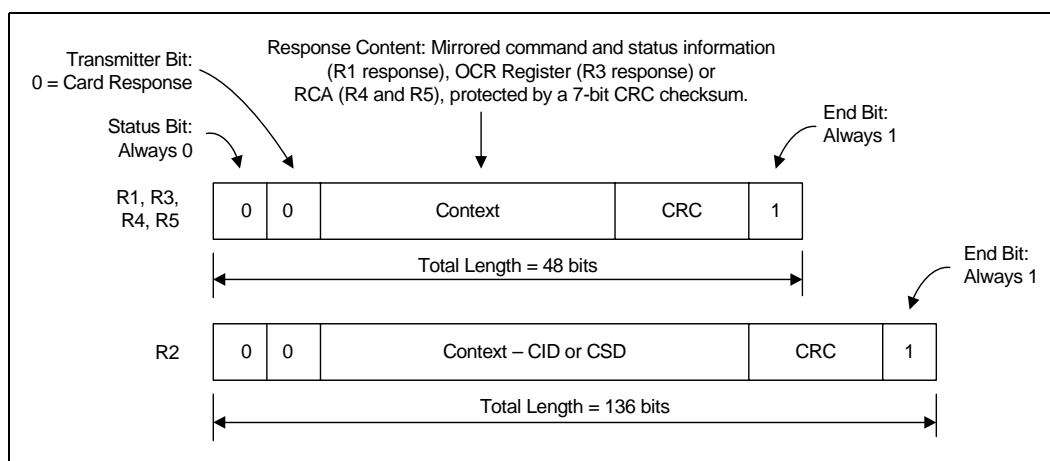 Response Content: Mirrored command and status information
(R1 response), OCR Register (R3 response) or
RCA (R4 and R5), protected by a 7-bit CRC checksum.
Transmitter Bit:
0 = Card Response
Status Bit:
Always 0
End Bit:
Always 1
R1, R3,
R4, R5
0 0 Context CRC 1
Total Length = 48 bits
End Bit:
Always 1
R2
0 0 Context – CID or CSD CRC 1
Total Length = 136 bits